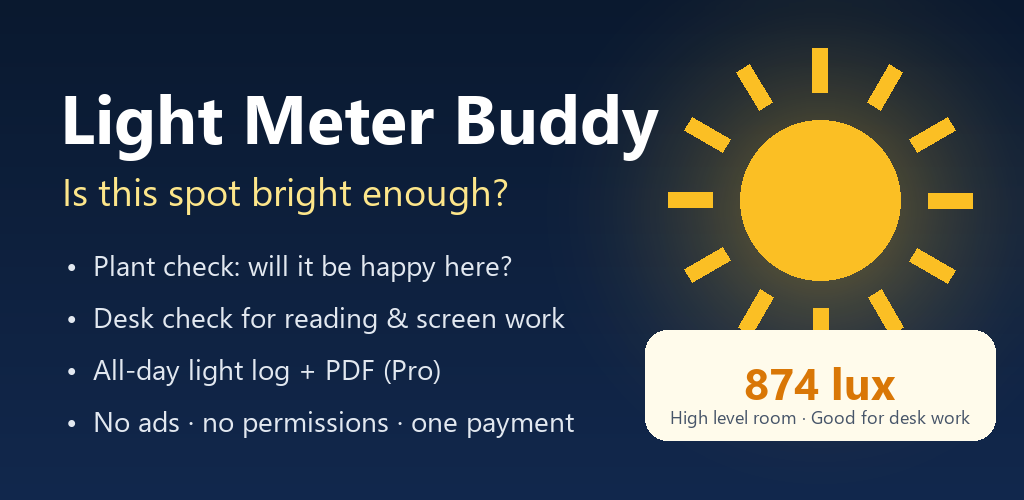 Light Meter Buddy
Is this spot bright enough?
• Plant check: will it be happy here?
• Desk check for reading & screen work
• All-day light log + PDF (Pro)
• No ads · no permissions · one payment
874 lux
High level room · Good for desk work